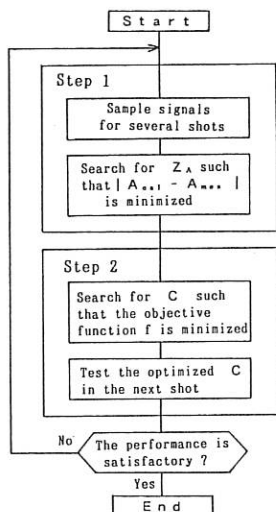 Start
Step 1
Sample signals
for several shots
Search for Z_A such
that | A_cal - A_mes |
is minimized
Step 2
Search for C such
that the objective
function f is minimized
Test the optimized C
in the next shot
No
The performance is
satisfactory ?
Yes
End